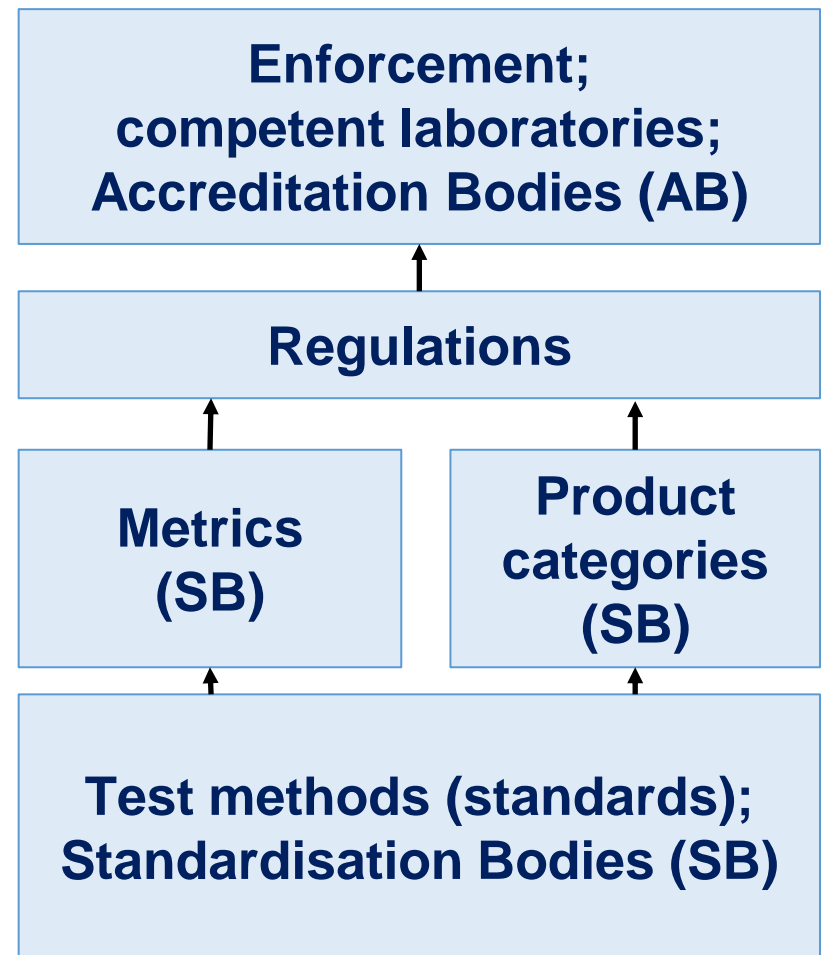 Enforcement;
competent laboratories;
Accreditation Bodies (AB)
Regulations
Metrics
(SB)
Product
categories
(SB)
Test methods (standards);
Standardisation Bodies (SB)